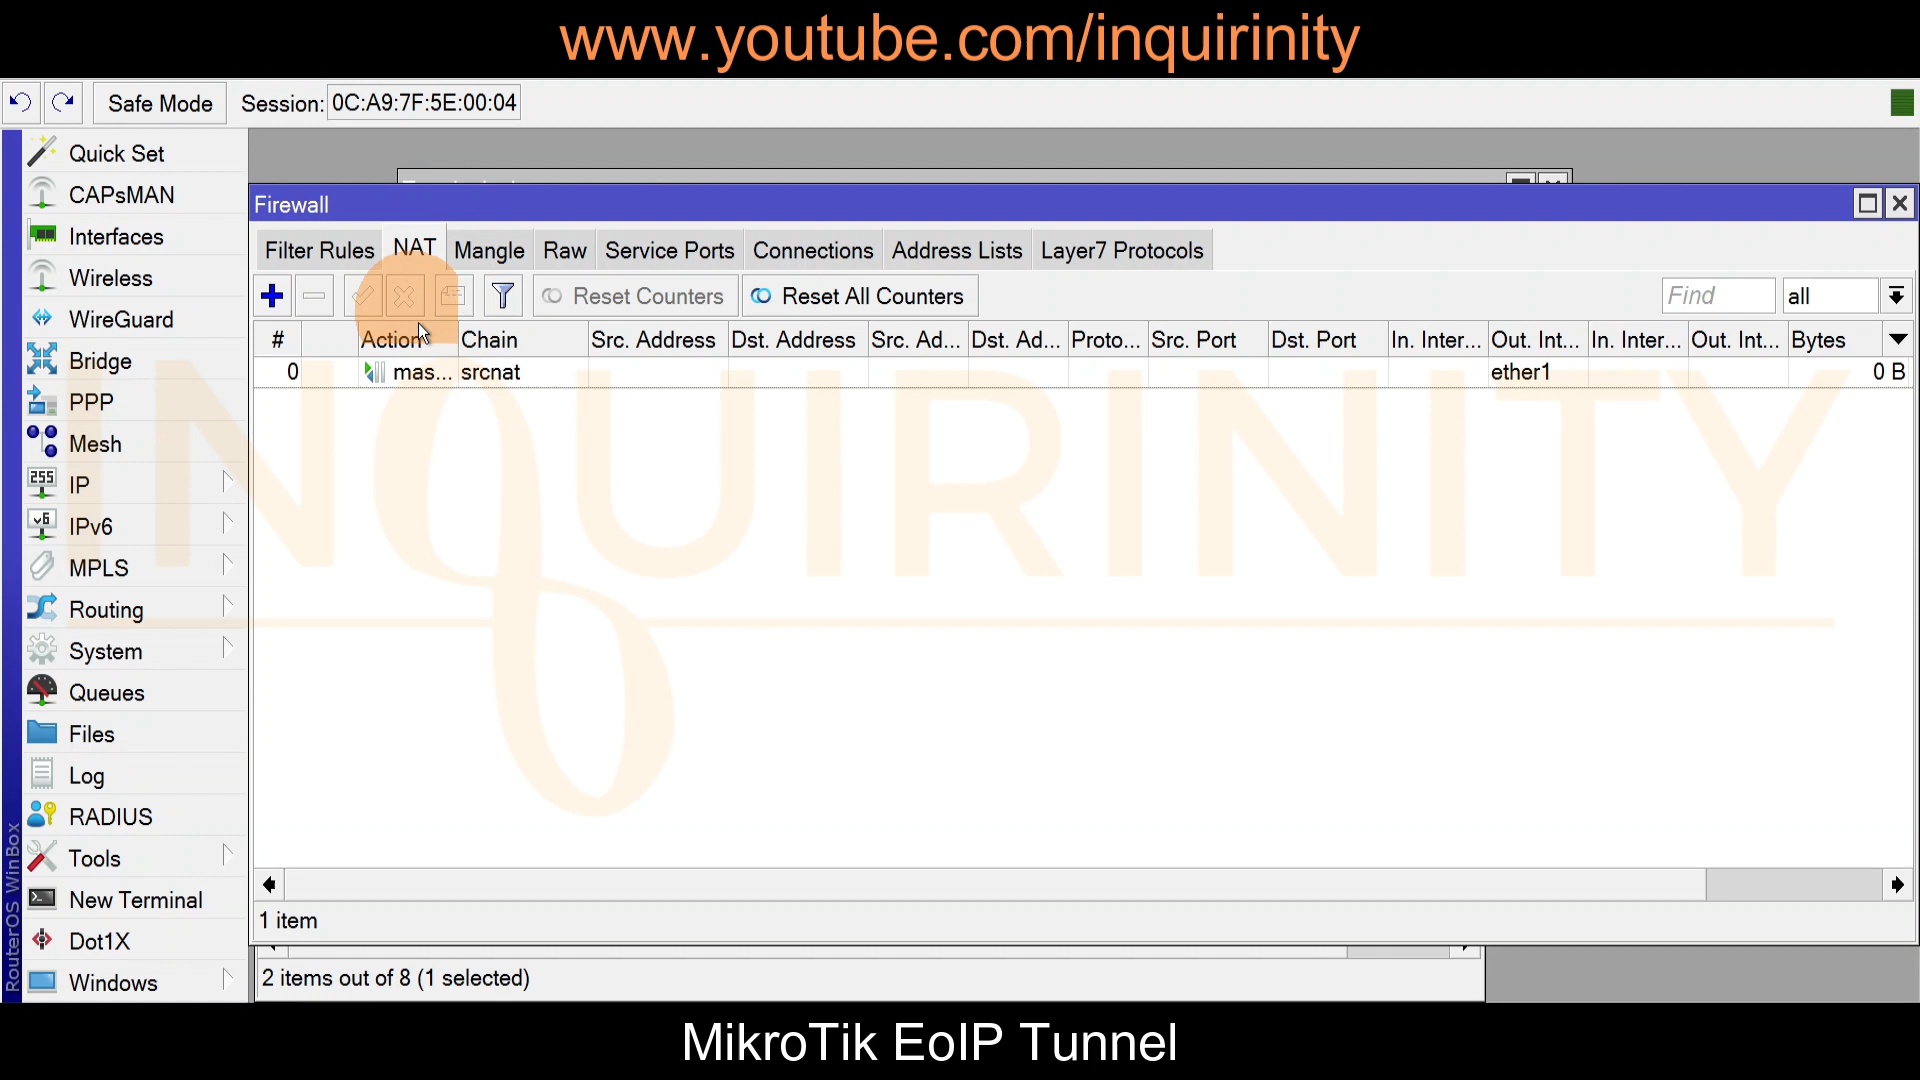 www.youtube.com/inquirinity
Safe Mode Session: 0C:A9:7F:5E:00:04
Quick Set
CAPsMAN
Interfaces
Wireless
WireGuard
Bridge
PPP
Mesh
255 IP
v6 IPv6
MPLS
Routing
System
Queues
Files
Log
RADIUS
Tools
New Terminal
Dot1X
Windows
RouterOS WinBox
Firewall
Filter Rules NAT Mangle Raw Service Ports Connections Address Lists Layer7 Protocols
Reset Counters Reset All Counters Find all
# Action Chain Src. Address Dst. Address Src. Ad... Dst. Ad... Proto... Src. Port Dst. Port In. Inter... Out. Int... In. Inter... Out. Int... Bytes
0 mas... srcnat ether1 0 B
INQUIRINITY
1 item
2 items out of 8 (1 selected)
MikroTik EoIP Tunnel